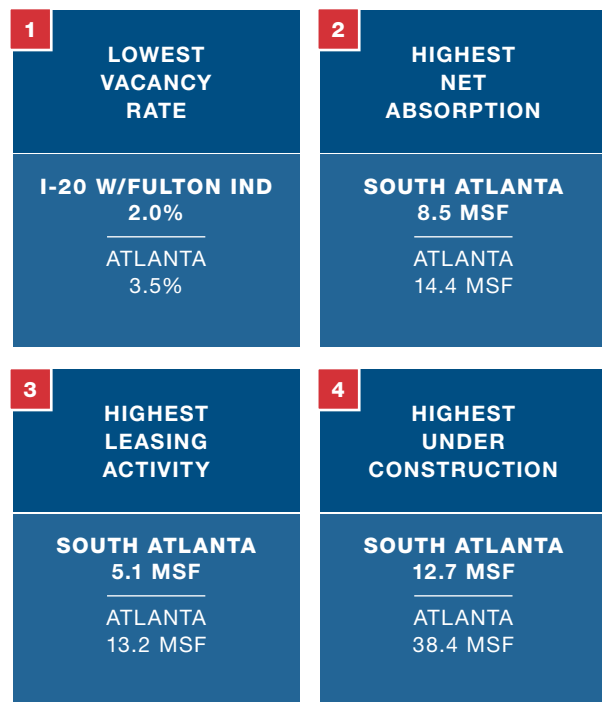 1
LOWEST
VACANCY
RATE
I-20 W/FULTON IND
2.0%
ATLANTA
3.5%
2
HIGHEST
NET
ABSORPTION
SOUTH ATLANTA
8.5 MSF
ATLANTA
14.4 MSF
3
HIGHEST
LEASING
ACTIVITY
SOUTH ATLANTA
5.1 MSF
ATLANTA
13.2 MSF
4
HIGHEST
UNDER
CONSTRUCTION
SOUTH ATLANTA
12.7 MSF
ATLANTA
38.4 MSF